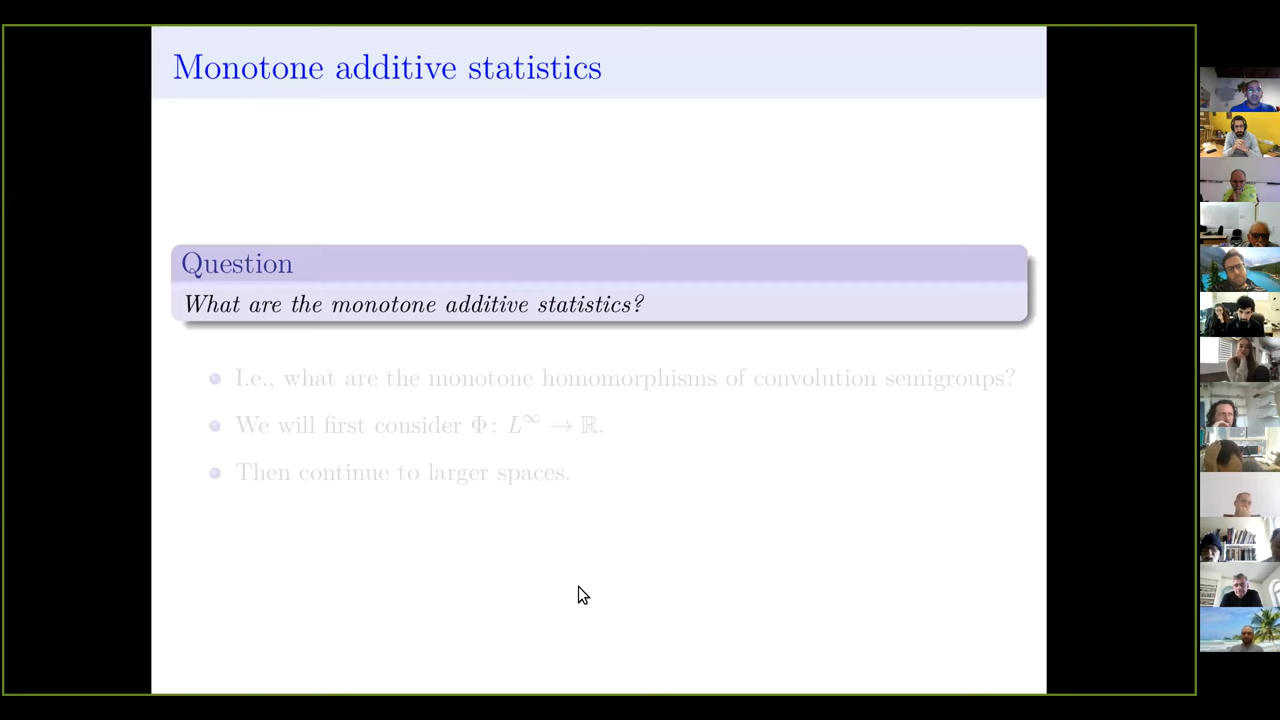 Monotone additive statistics
Question
What are the monotone additive statistics?
I.e., what are the monotone homomorphisms of convolution semigroups?
We will first consider Φ: L^∞ → ℝ.
Then continue to larger spaces.